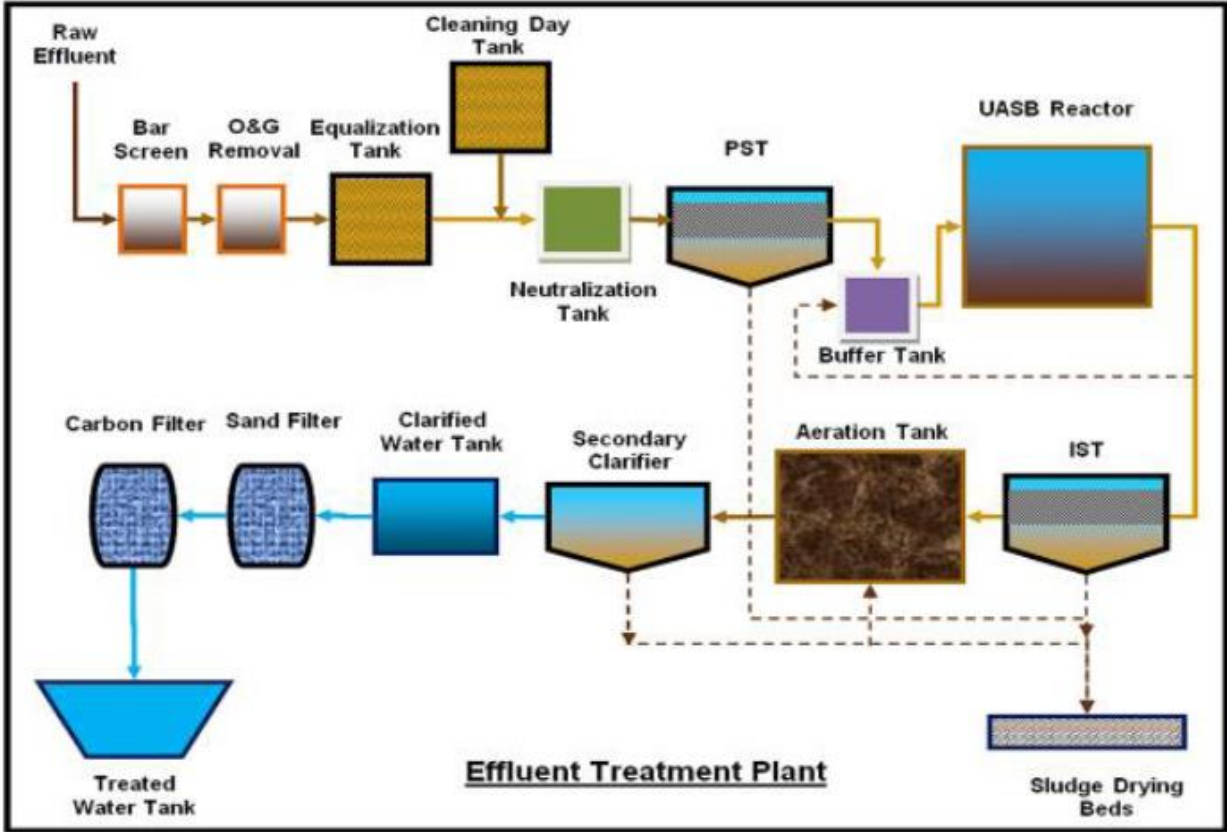 Raw
Effluent
Cleaning Day
Tank
Bar
Screen
O&G
Removal
Equalization
Tank
Neutralization
Tank
PST
Buffer Tank
UASB Reactor
Carbon Filter
Sand Filter
Clarified
Water Tank
Secondary
Clarifier
Aeration Tank
IST
Treated
Water Tank
Effluent Treatment Plant
Sludge Drying
Beds